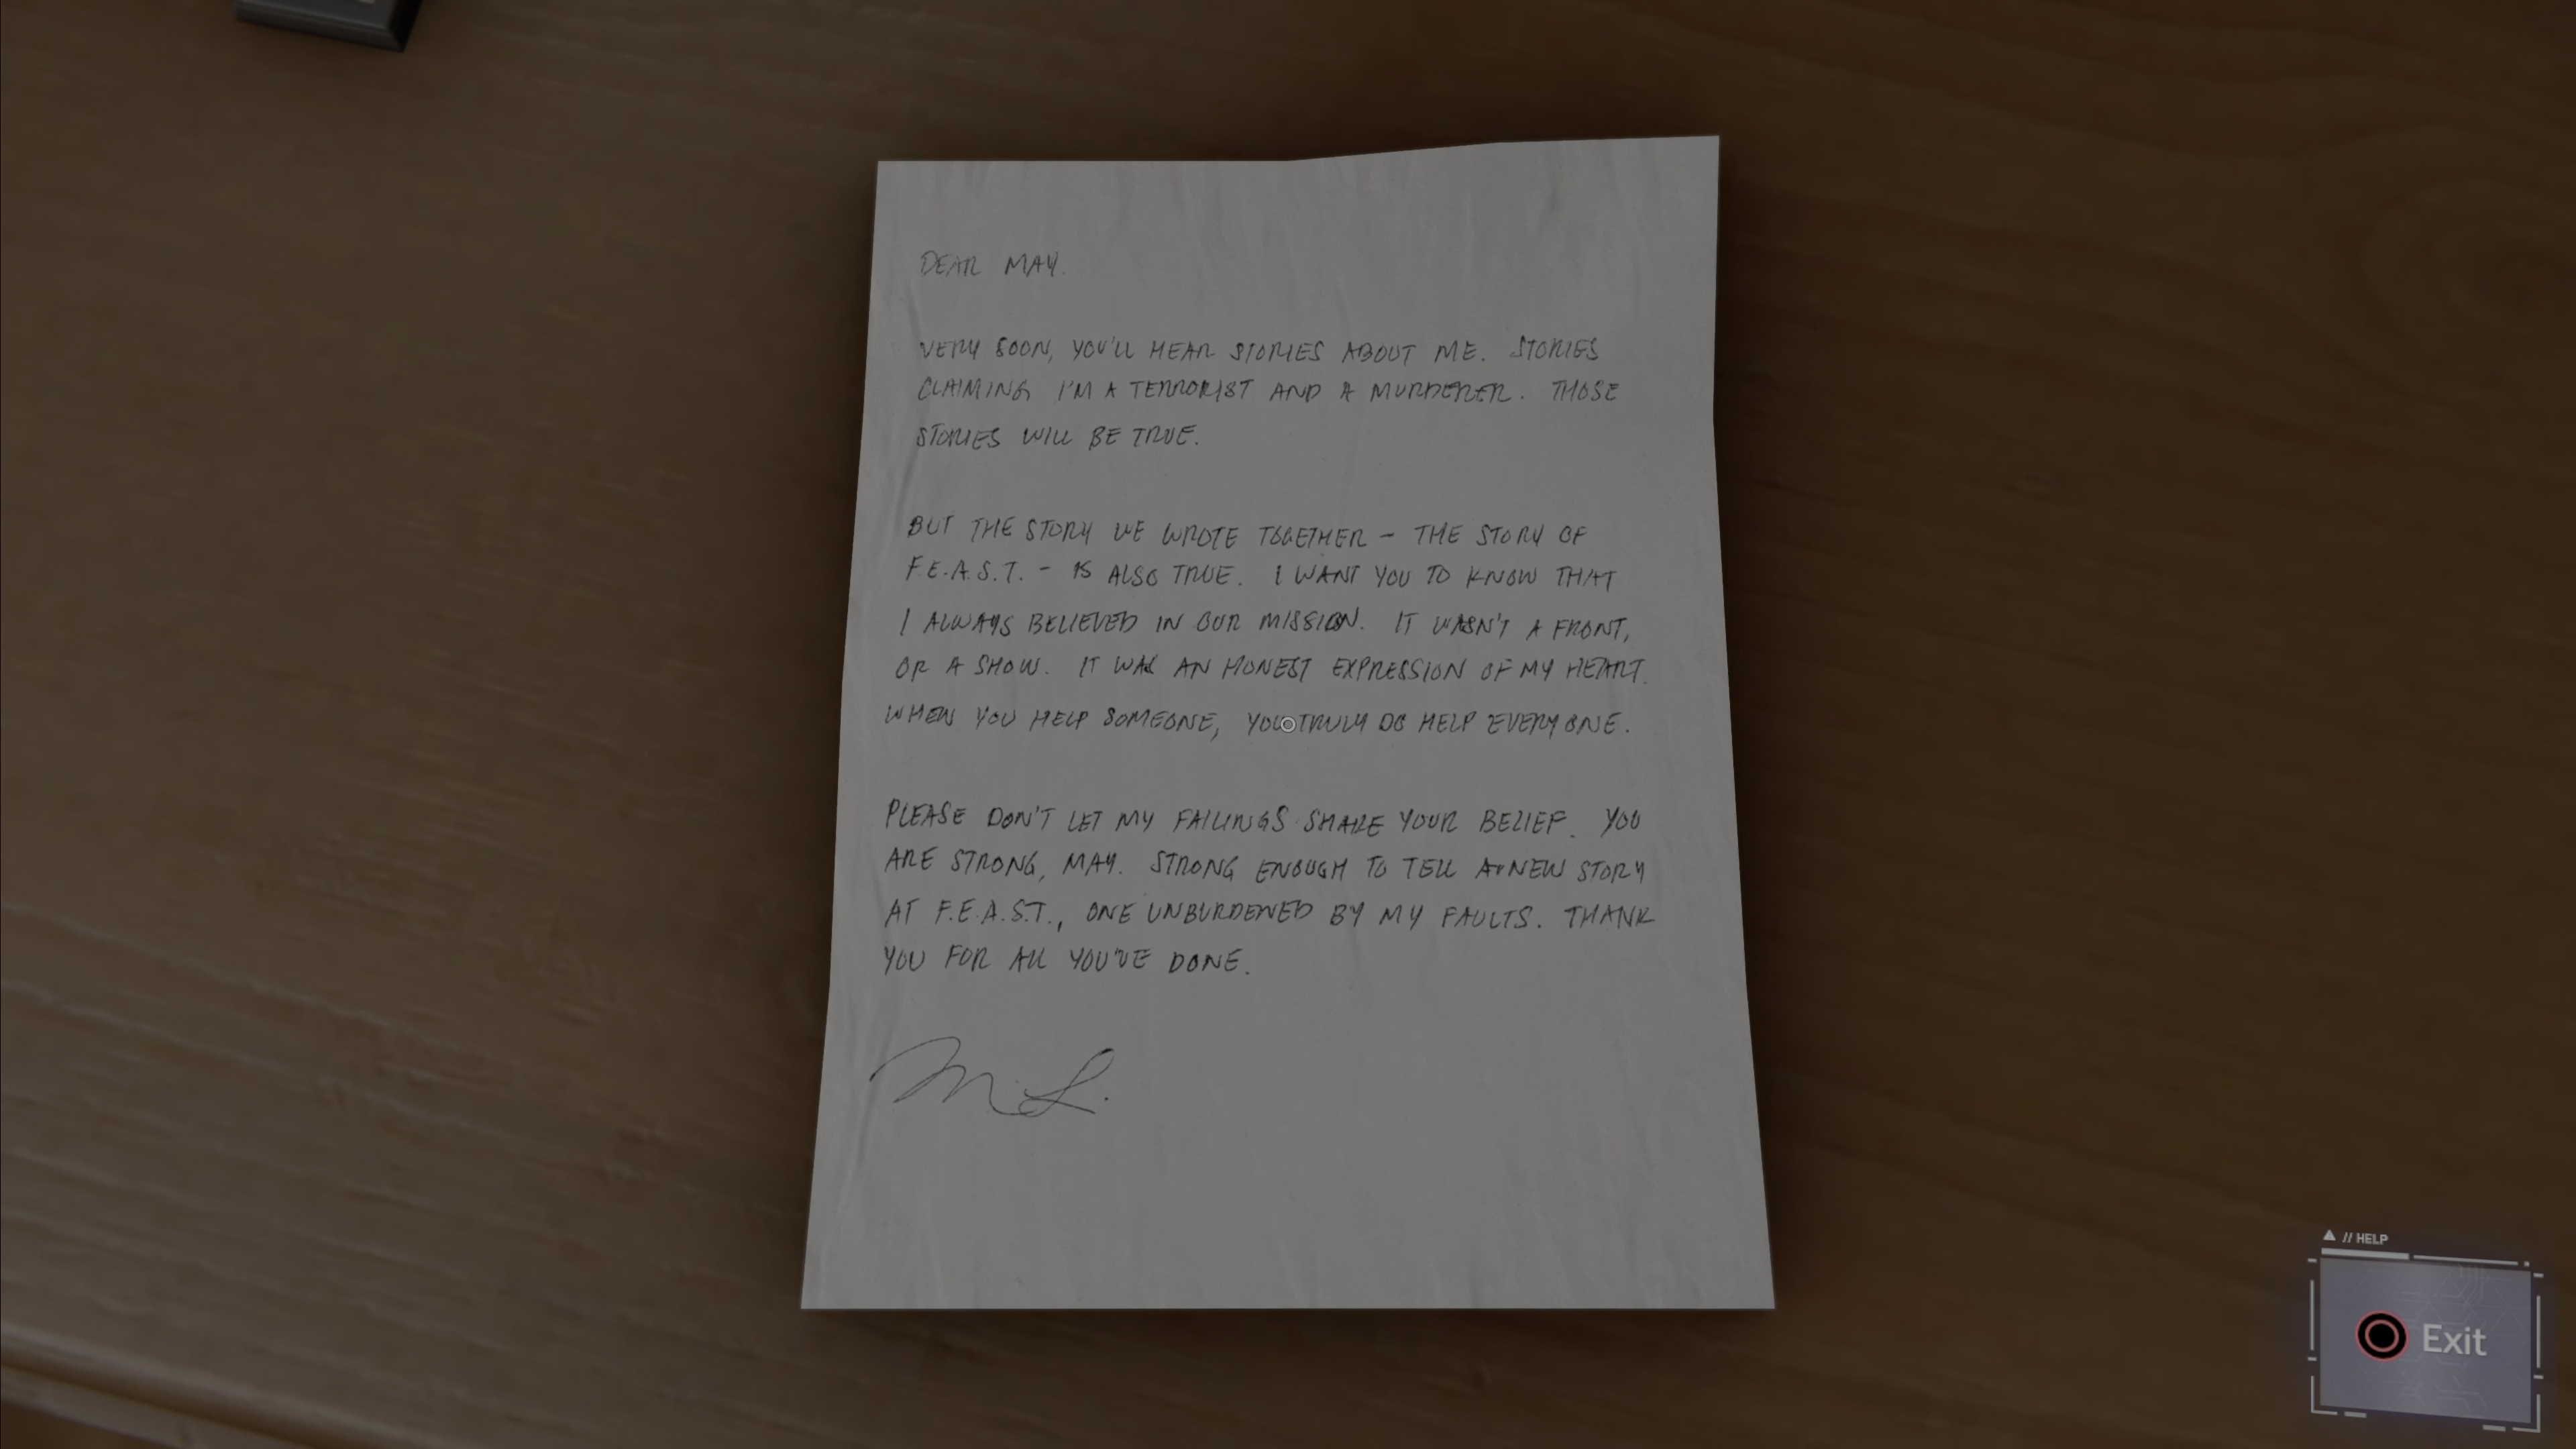 DEAR MAY.
VERY SOON, YOU'LL HEAR STORIES ABOUT ME. STORIES
CLAIMING I'M A TERRORIST AND A MURDERER. THOSE
STORIES WILL BE TRUE.
BUT THE STORY WE WROTE TOGETHER - THE STORY OF
F.E.A.S.T. - IS ALSO TRUE. I WANT YOU TO KNOW THAT
I ALWAYS BELIEVED IN OUR MISSION. IT WASN'T A FRONT,
OR A SHOW. IT WAS AN HONEST EXPRESSION OF MY HEART.
WHEN YOU HELP SOMEONE, YOU TRULY DO HELP EVERYONE.
PLEASE DON'T LET MY FAILINGS SHAKE YOUR BELIEF. YOU
ARE STRONG, MAY. STRONG ENOUGH TO TELL A NEW STORY
AT F.E.A.S.T., ONE UNBURDENED BY MY FAULTS. THANK
YOU FOR ALL YOU'VE DONE.
M L.
// HELP
Exit